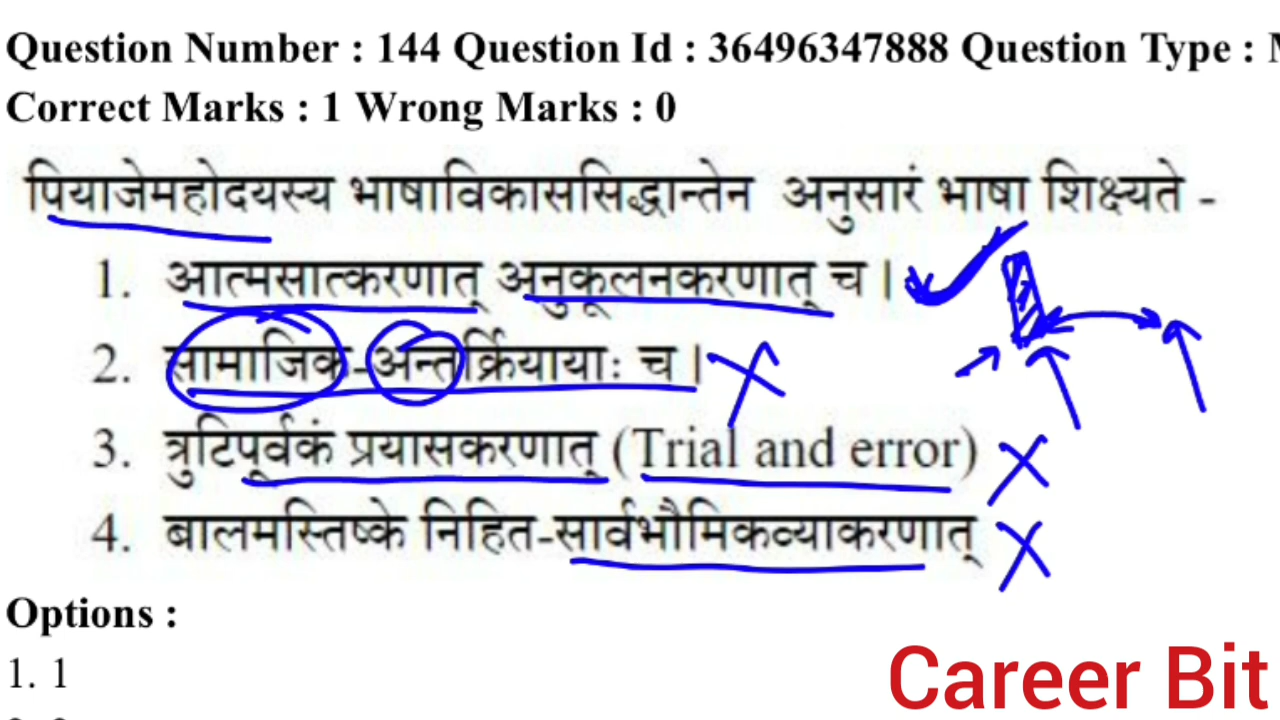 Question Number : 144 Question Id : 36496347888 Question Type :
Correct Marks : 1 Wrong Marks : 0
पियाजेमहोदयस्य भाषाविकाससिद्धान्तेन अनुसारं भाषा शिक्ष्यते -
1. आत्मसात्करणात् अनुकूलनकरणात् च।
2. सामाजिक-अन्तर्क्रियायाः च।
3. त्रुटिपूर्वकं प्रयासकरणात् (Trial and error)
4. बालमस्तिष्के निहित-सार्वभौमिकव्याकरणात्
Options :
1. 1
Career Bit